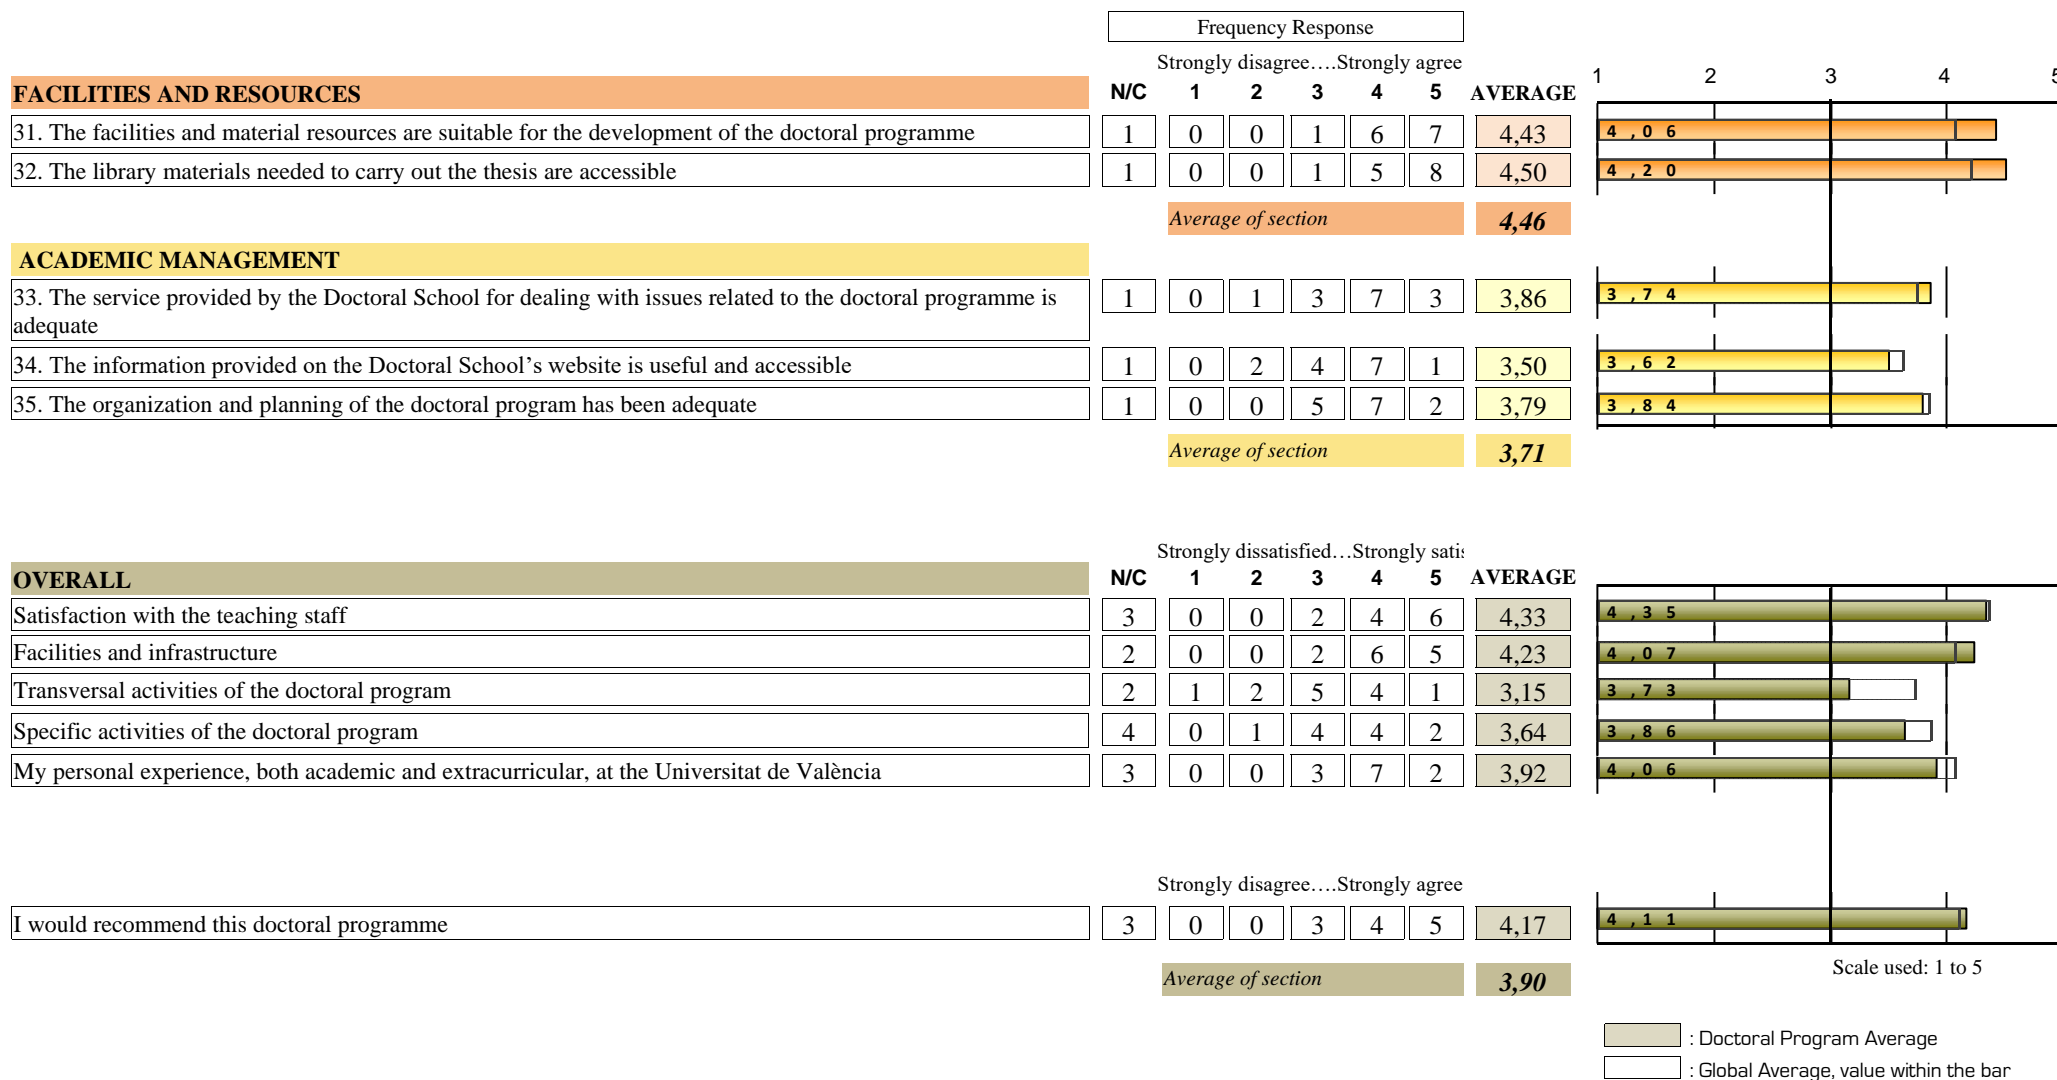 Frequency Response
Strongly disagree….Strongly agree
1 2 3 4 5
FACILITIES AND RESOURCES N/C 1 2 3 4 5 AVERAGE
31. The facilities and material resources are suitable for the development of the doctoral programme 1 0 0 1 6 7 4,43 4,06
32. The library materials needed to carry out the thesis are accessible 1 0 0 1 5 8 4,50 4,20
Average of section 4,46
ACADEMIC MANAGEMENT
33. The service provided by the Doctoral School for dealing with issues related to the doctoral programme is 1 0 1 3 7 3 3,86 3,74
adequate
34. The information provided on the Doctoral School’s website is useful and accessible 1 0 2 4 7 1 3,50 3,62
35. The organization and planning of the doctoral program has been adequate 1 0 0 5 7 2 3,79 3,84
Average of section 3,71
Strongly dissatisfied…Strongly satis
OVERALL N/C 1 2 3 4 5 AVERAGE
Satisfaction with the teaching staff 3 0 0 2 4 6 4,33 4,35
Facilities and infrastructure 2 0 0 2 6 5 4,23 4,07
Transversal activities of the doctoral program 2 1 2 5 4 1 3,15 3,73
Specific activities of the doctoral program 4 0 1 4 4 2 3,64 3,86
My personal experience, both academic and extracurricular, at the Universitat de València 3 0 0 3 7 2 3,92 4,06
Strongly disagree….Strongly agree
I would recommend this doctoral programme 3 0 0 3 4 5 4,17 4,11
Scale used: 1 to 5
Average of section 3,90
: Doctoral Program Average
: Global Average, value within the bar